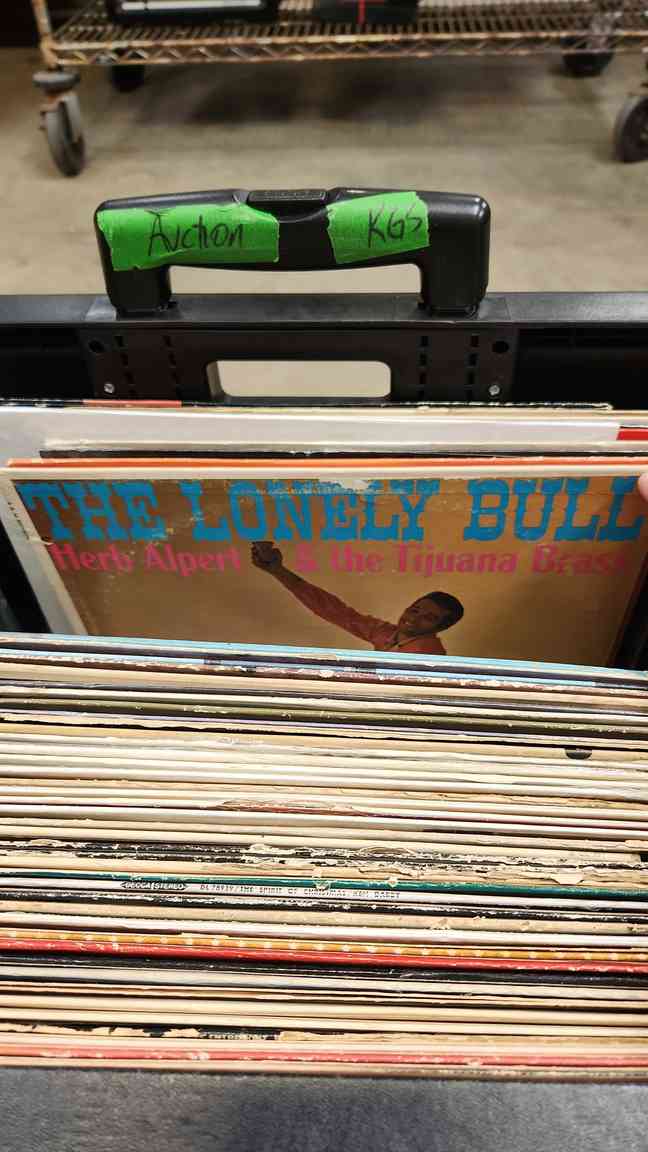 Auction KGS
THE LONELY BULL
Herb Alpert & the Tijuana Brass
DECCA STEREO DL 78939/THE SPIRIT OF CHRISTMAS/KEN DARBY